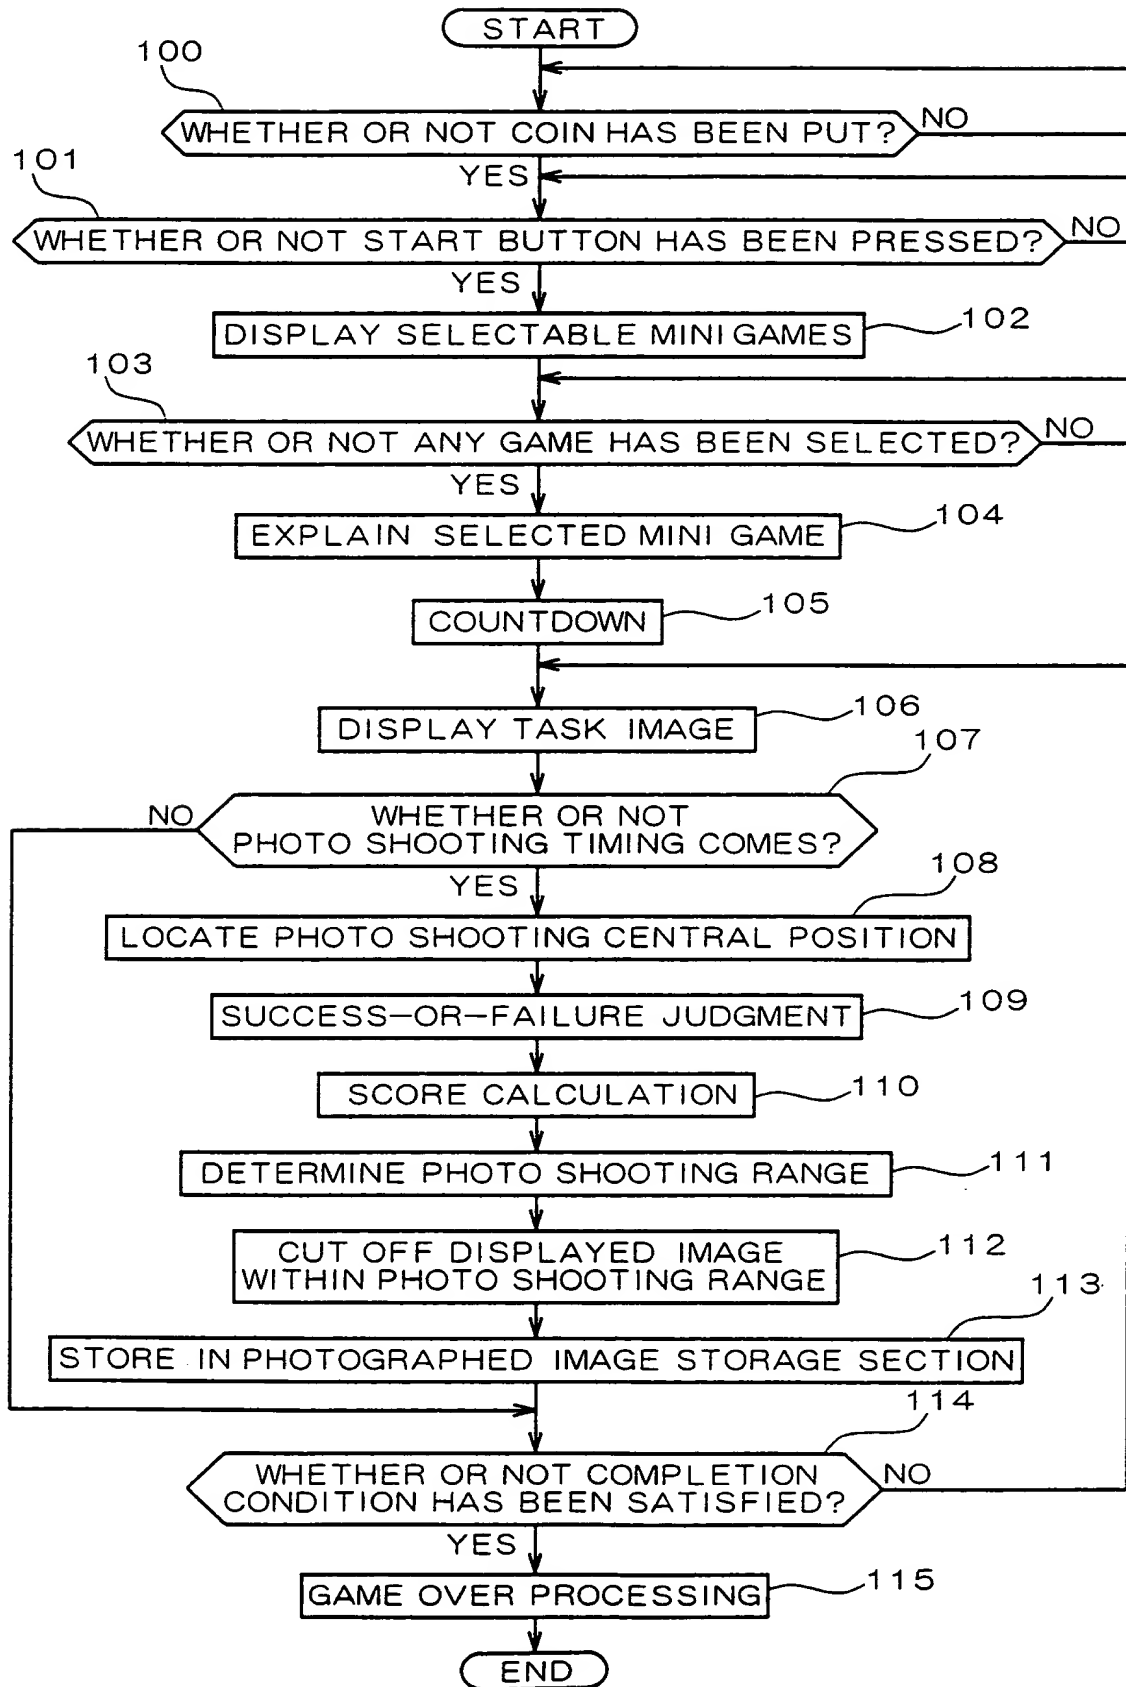 START
100
WHETHER OR NOT COIN HAS BEEN PUT?
NO
YES
101
WHETHER OR NOT START BUTTON HAS BEEN PRESSED?
NO
YES
DISPLAY SELECTABLE MINI GAMES
102
103
WHETHER OR NOT ANY GAME HAS BEEN SELECTED?
NO
YES
EXPLAIN SELECTED MINI GAME
104
COUNTDOWN
105
DISPLAY TASK IMAGE
106
107
NO
WHETHER OR NOT
PHOTO SHOOTING TIMING COMES?
YES
108
LOCATE PHOTO SHOOTING CENTRAL POSITION
SUCCESS-OR-FAILURE JUDGMENT
109
SCORE CALCULATION
110
DETERMINE PHOTO SHOOTING RANGE
111
CUT OFF DISPLAYED IMAGE
WITHIN PHOTO SHOOTING RANGE
112
113
STORE IN PHOTOGRAPHED IMAGE STORAGE SECTION
114
WHETHER OR NOT COMPLETION
CONDITION HAS BEEN SATISFIED?
NO
YES
GAME OVER PROCESSING
115
END